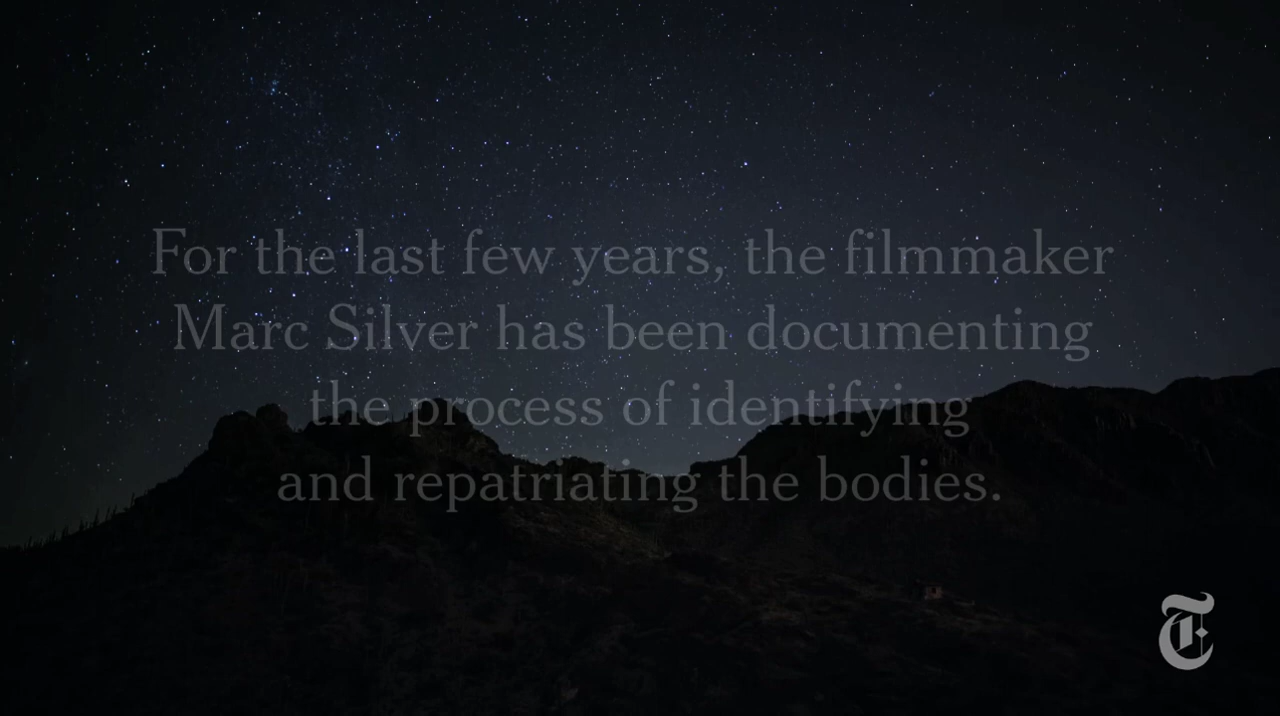 For the last few years, the filmmaker
Marc Silver has been documenting
the process of identifying
and repatriating the bodies.
T